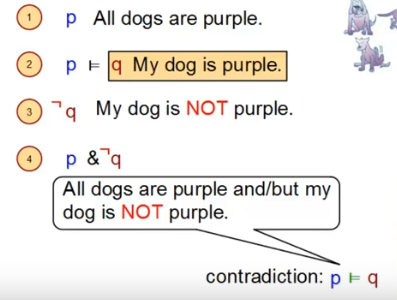 1 p All dogs are purple.
2 p ⊨ q My dog is purple.
3 ¬q My dog is NOT purple.
4 p & ¬q
All dogs are purple and/but my
dog is NOT purple.
contradiction: p ⊨ q